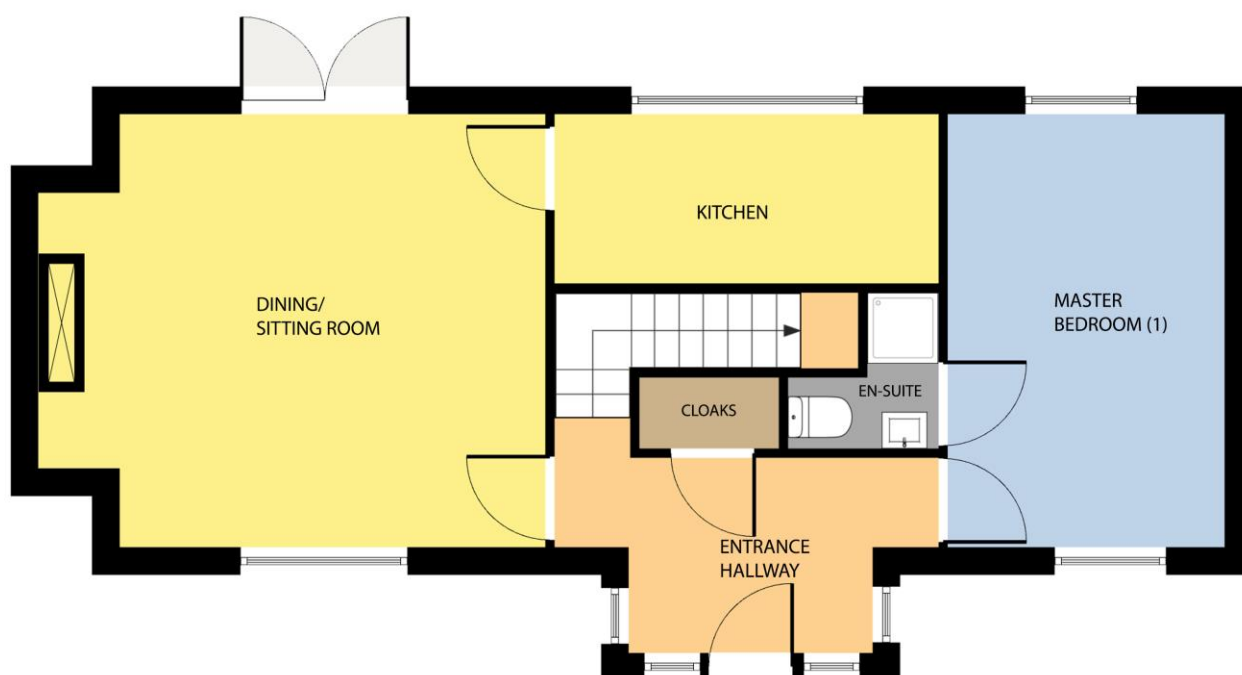 KITCHEN
DINING/
SITTING ROOM
MASTER
BEDROOM (1)
EN-SUITE
CLOAKS
ENTRANCE
HALLWAY